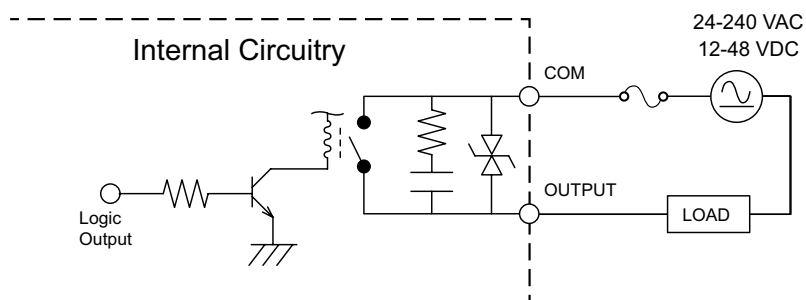 24-240 VAC
12-48 VDC
Internal Circuitry
COM
OUTPUT
LOAD
Logic
Output